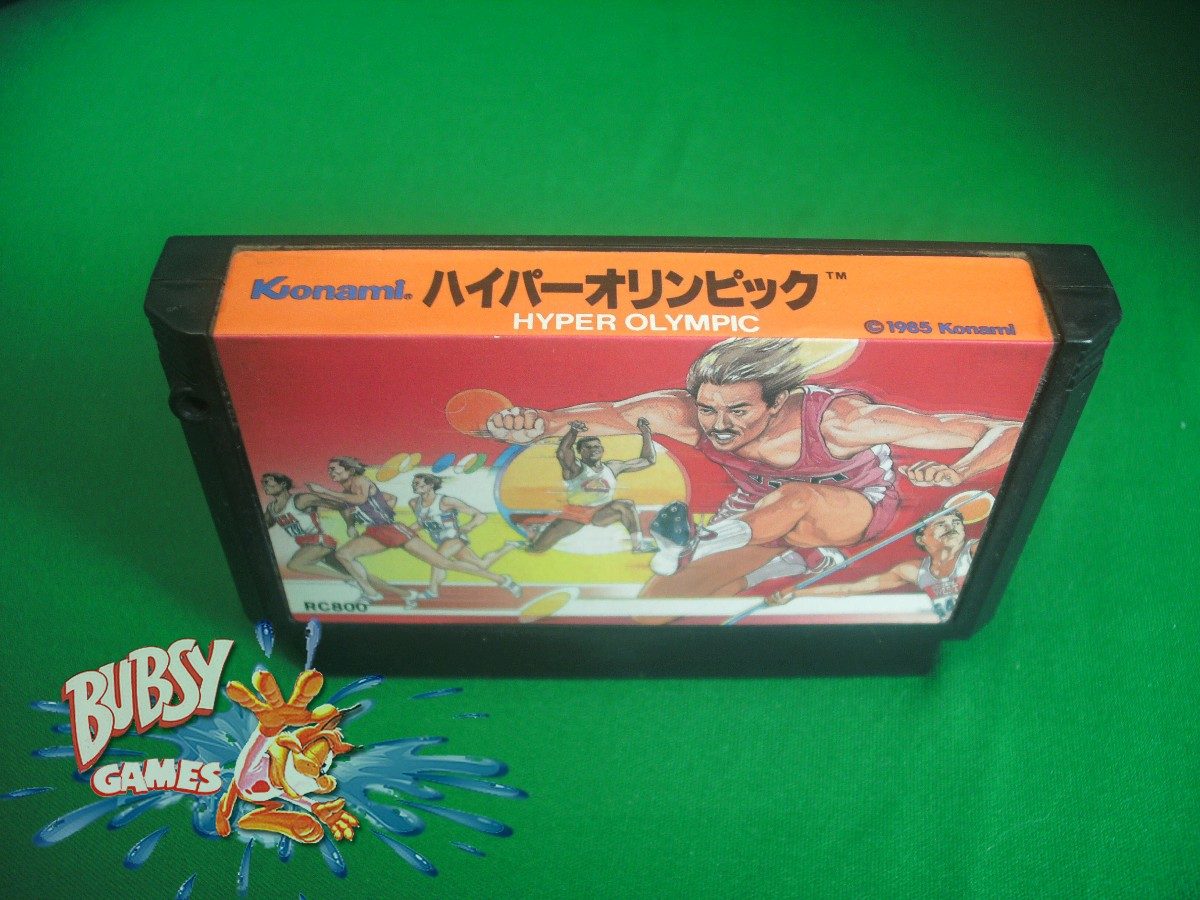 Konami® ハイパーオリンピック™
HYPER OLYMPIC
©1985 Konami
RC800
BUBSY
GAMES